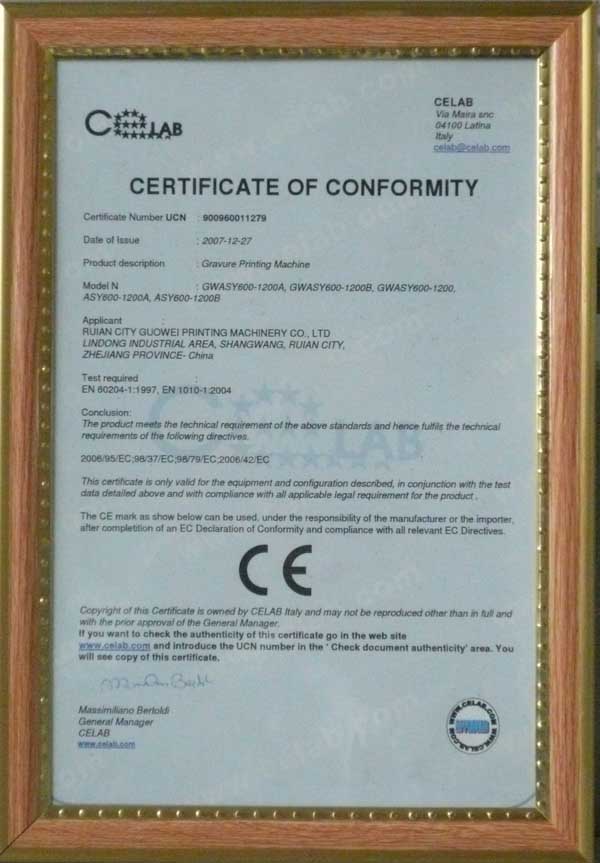 CELAB
CELAB
Via Maira snc
04100 Latina
Italy
celab@celab.com
CERTIFICATE OF CONFORMITY
Certificate Number UCN : 900960011279
Date of Issue : 2007-12-27
Product description : Gravure Printing Machine
Model N : GWASY600-1200A, GWASY600-1200B, GWASY600-1200,
ASY600-1200A, ASY600-1200B
Applicant :
RUIAN CITY GUOWEI PRINTING MACHINERY CO., LTD
LINDONG INDUSTRIAL AREA, SHANGWANG, RUIAN CITY,
ZHEJIANG PROVINCE- China
Test required :
EN 60204-1:1997, EN 1010-1:2004
Conclusion:
The product meets the technical requirement of the above standards and hence fulfils the technical
requirements of the following directives.
2006/95/EC;98/37/EC;98/79/EC;2006/42/EC
This certificate is only valid for the equipment and configuration described, in conjunction with the test
data detailed above and with compliance with all applicable legal requirement for the product .
The CE mark as show below can be used, under the responsibility of the manufacturer or the importer,
after completition of an EC Declaration of Conformity and compliance with all relevant EC Directives.
CE
Copyright of this Certificate is owned by CELAB Italy and may not be reproduced other than in full and
with the prior approval of the General Manager.
If you want to check the authenticity of this certificate go in the web site
www.celab.com and introduce the UCN number in the ' Check document authenticity' area. You
will see copy of this certificate.
Massimiliano Bertoldi
General Manager
CELAB
www.celab.com
WWW.CELAB.COM
WWW.CELAB.COM